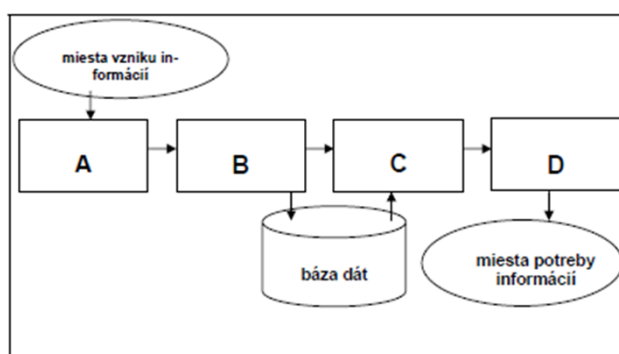 miesta vzniku in-
formácií
A
B
C
D
báza dát
miesta potreby
informácií